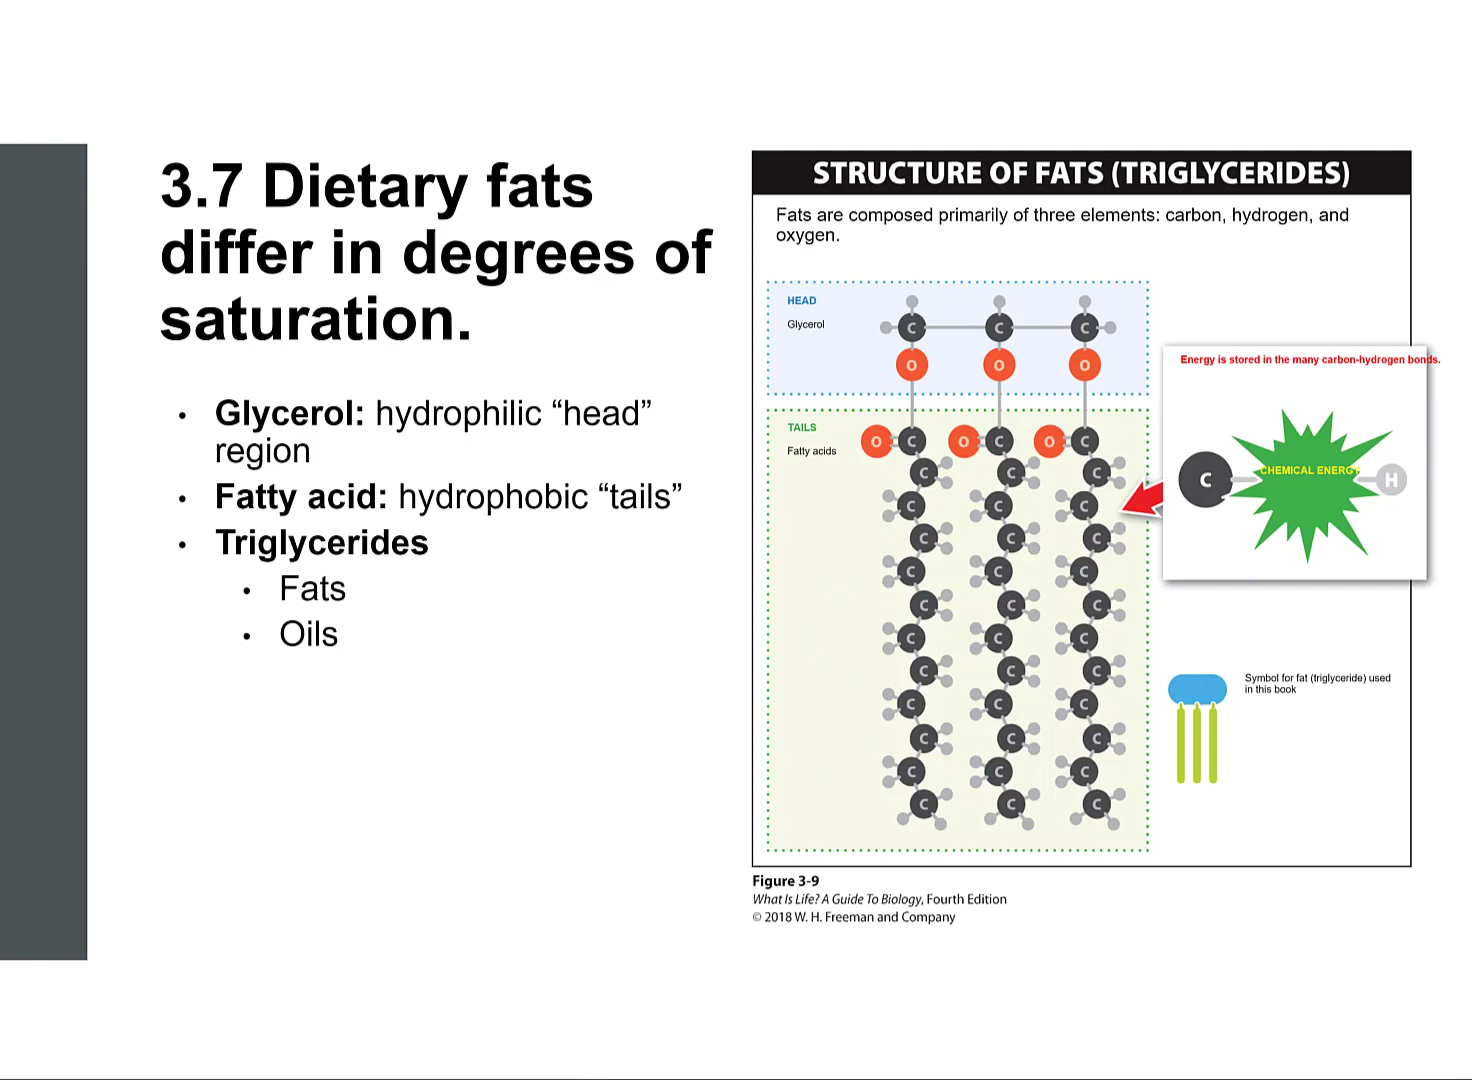 3.7 Dietary fats
differ in degrees of
saturation.
• Glycerol: hydrophilic “head”
region
• Fatty acid: hydrophobic “tails”
• Triglycerides
• Fats
• Oils
STRUCTURE OF FATS (TRIGLYCERIDES)
Fats are composed primarily of three elements: carbon, hydrogen, and
oxygen.
HEAD
Glycerol
C C C
O O O
TAILS
Fatty acids
O C O C O C
C C C
C C C
C C C
C C C
C C C
C C C
C C C
C C C
C C C
C C C
C C C
Energy is stored in the many carbon-hydrogen bonds.
C CHEMICAL ENERGY H
Symbol for fat (triglyceride) used
in this book
Figure 3-9
What Is Life? A Guide To Biology, Fourth Edition
© 2018 W. H. Freeman and Company